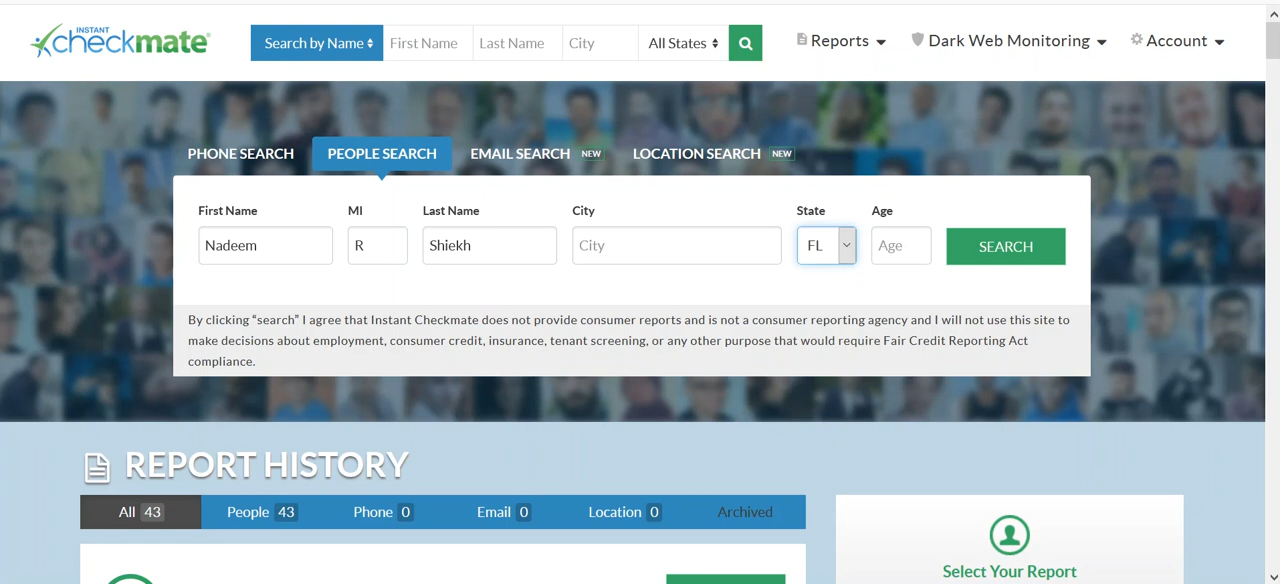 INSTANT
checkmate
Search by Name First Name Last Name City All States Reports Dark Web Monitoring Account
PHONE SEARCH PEOPLE SEARCH EMAIL SEARCH NEW LOCATION SEARCH NEW
First Name MI Last Name City State Age
Nadeem R Shiekh City FL Age SEARCH
By clicking “search” I agree that Instant Checkmate does not provide consumer reports and is not a consumer reporting agency and I will not use this site to
make decisions about employment, consumer credit, insurance, tenant screening, or any other purpose that would require Fair Credit Reporting Act
compliance.
REPORT HISTORY
All 43 People 43 Phone 0 Email 0 Location 0 Archived
Select Your Report